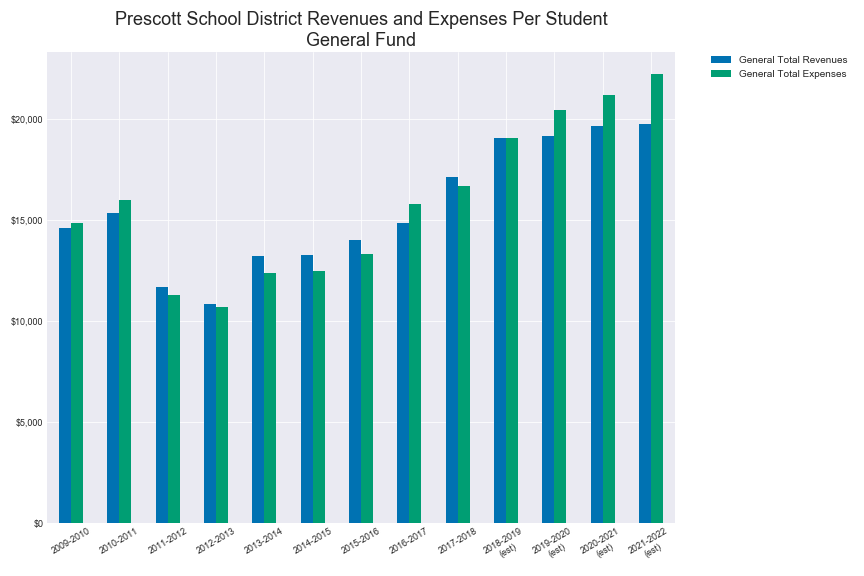 Prescott School District Revenues and Expenses Per Student
General Fund
General Total Revenues
General Total Expenses
$20,000
$15,000
$10,000
$5,000
$0
2009-2010
2010-2011
2011-2012
2012-2013
2013-2014
2014-2015
2015-2016
2016-2017
2017-2018
2018-2019
(est)
2019-2020
(est)
2020-2021
(est)
2021-2022
(est)